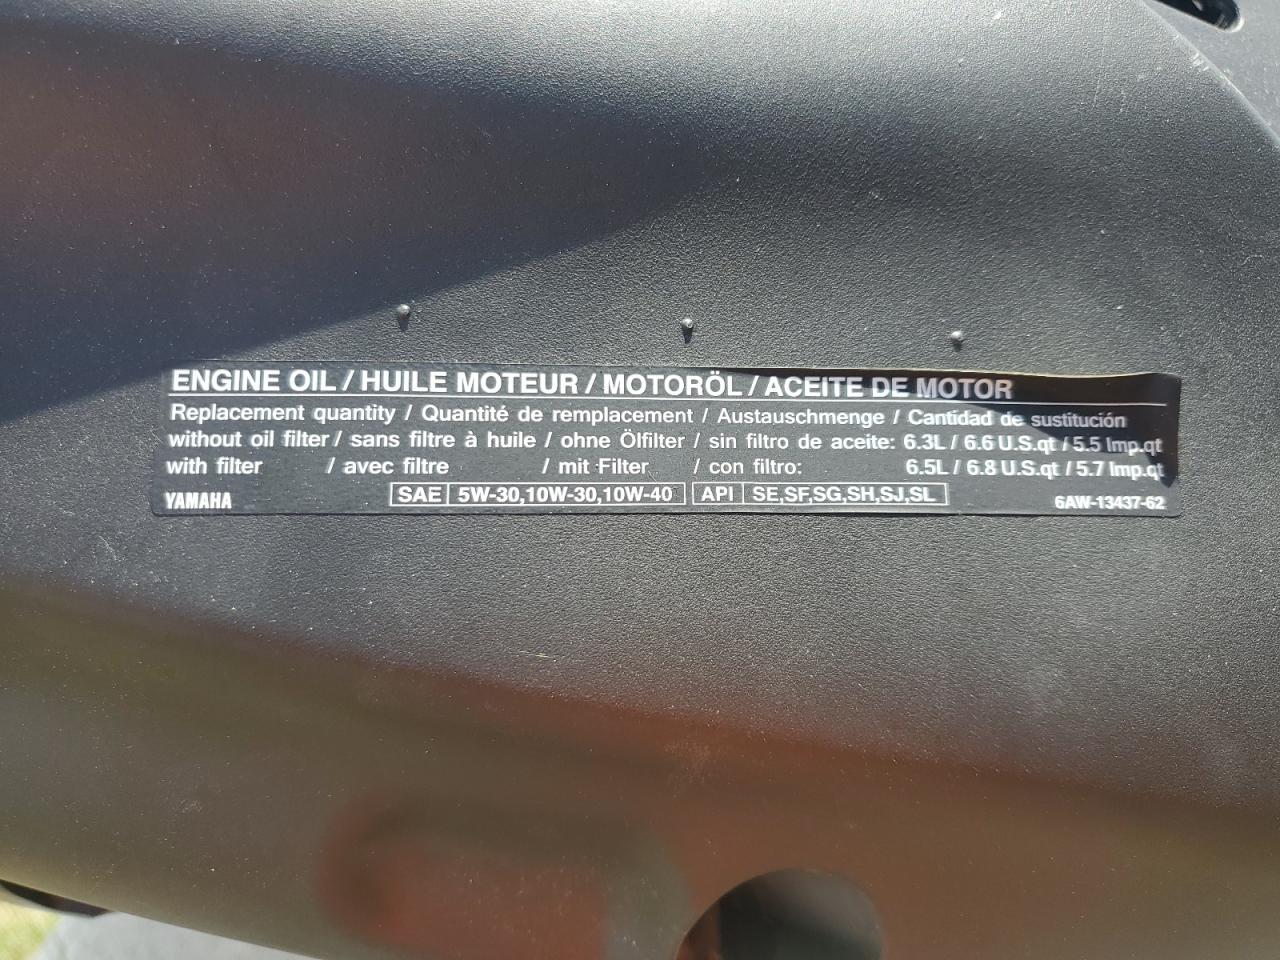 ENGINE OIL / HUILE MOTEUR / MOTORÖL / ACEITE DE MOTOR
Replacement quantity / Quantité de remplacement / Austauschmenge / Cantidad de sustitución
without oil filter / sans filtre à huile / ohne Ölfilter / sin filtro de aceite: 6.3L / 6.6 U.S.qt / 5.5 Imp.qt
with filter / avec filtre / mit Filter / con filtro: 6.5L / 6.8 U.S.qt / 5.7 Imp.qt
YAMAHA SAE 5W-30,10W-30,10W-40 API SE,SF,SG,SH,SJ,SL 6AW-13437-62